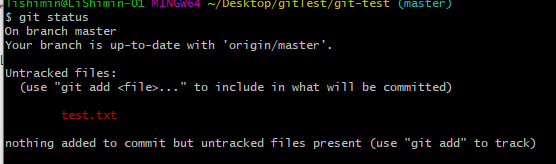 lishimin@LiShimin-01 MINGW64 ~/Desktop/gitTest/git-test (master)
$ git status
On branch master
Your branch is up-to-date with 'origin/master'.
Untracked files:
(use "git add <file>..." to include in what will be committed)
test.txt
nothing added to commit but untracked files present (use "git add" to track)